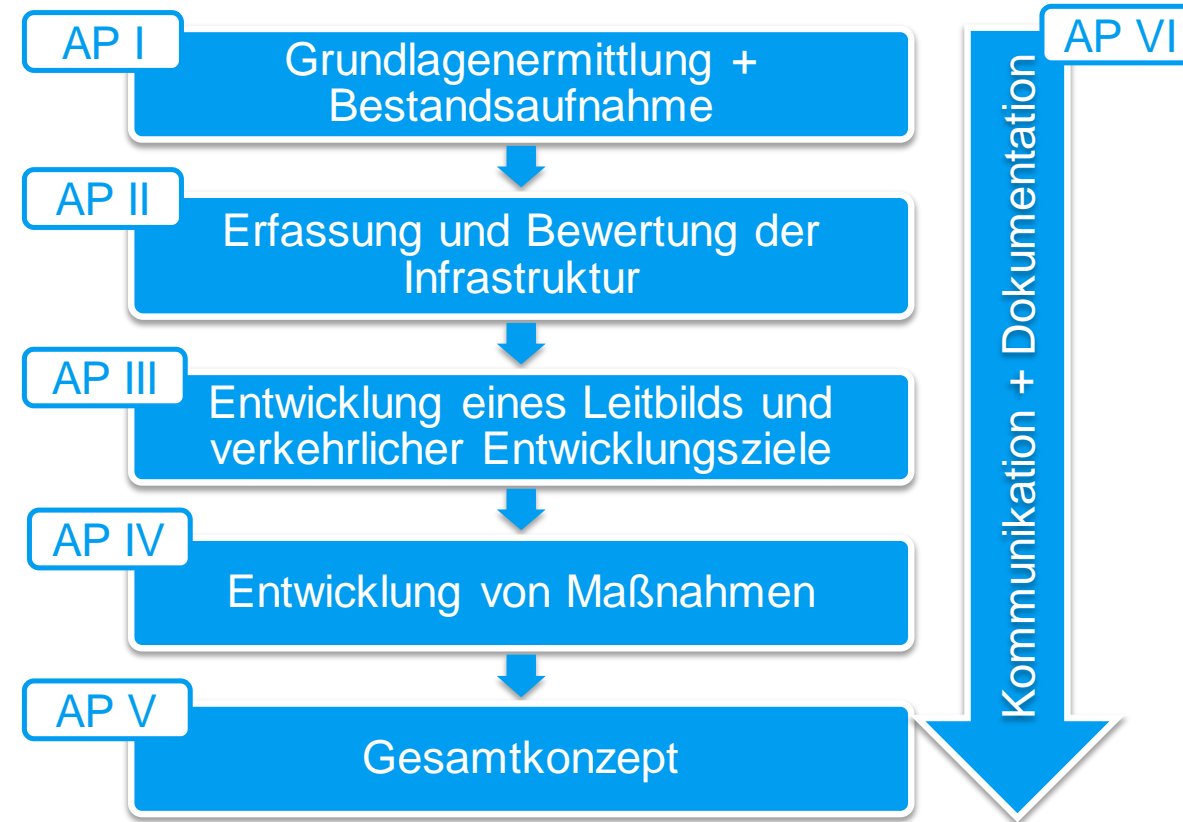 AP I
Grundlagenermittlung +
Bestandsaufnahme
AP II
Erfassung und Bewertung der
Infrastruktur
AP III
Entwicklung eines Leitbilds und
verkehrlicher Entwicklungsziele
AP IV
Entwicklung von Maßnahmen
AP V
Gesamtkonzept
AP VI
Kommunikation + Dokumentation